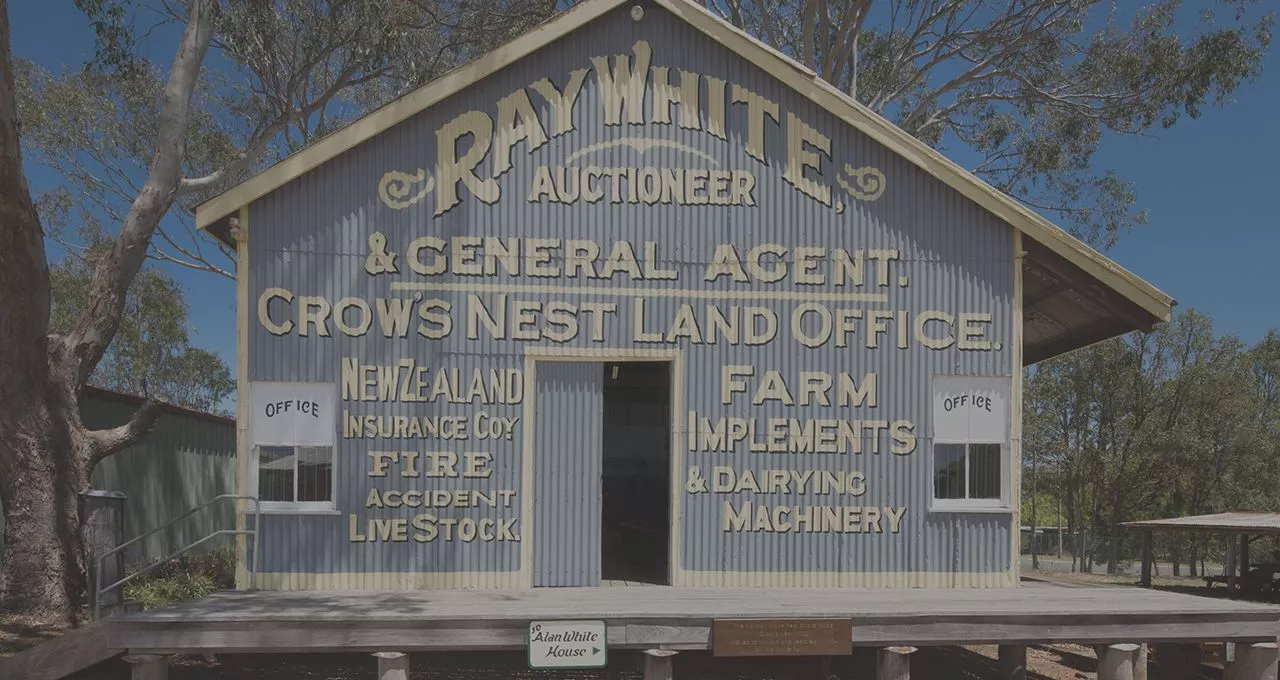 RAY WHITE,
AUCTIONEER
& GENERAL AGENT.
CROW'S NEST LAND OFFICE.
OFFICE
NEW ZEALAND
INSURANCE COY
FIRE
ACCIDENT
LIVE STOCK.
FARM
IMPLEMENTS
& DAIRYING
MACHINERY
OFFICE
TO
Alan White
House